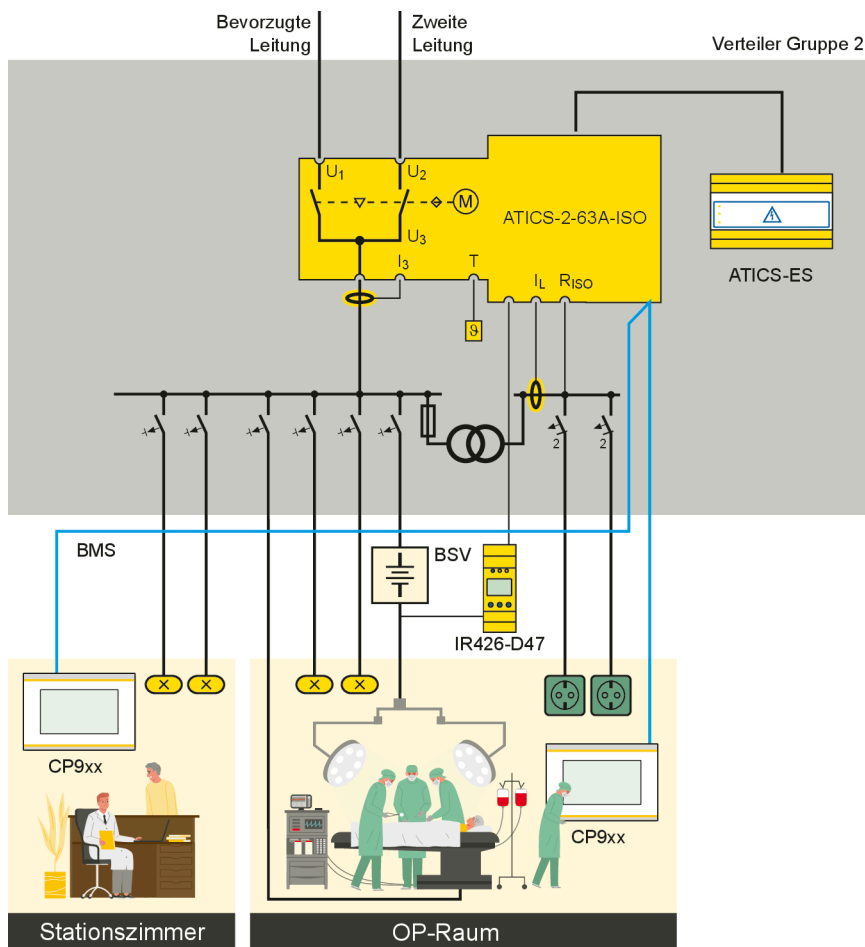 Bevorzugte
Leitung
Zweite
Leitung
Verteiler Gruppe 2
U1
U2
M
ATICS-2-63A-ISO
U3
I3
T
IL
RISO
ATICS-ES
ϑ
2
2
BMS
BSV
IR426-D47
CP9xx
CP9xx
Stationszimmer
OP-Raum